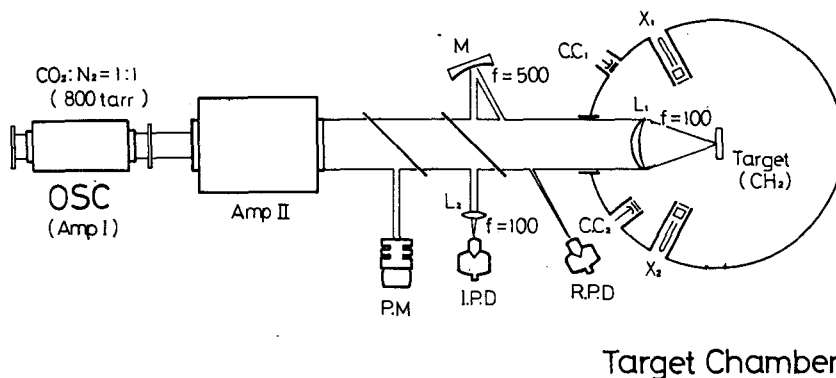 CO₂:N₂=1:1
(800 tarr)
OSC
(Amp I)
Amp II
M
f=500
C.C₁
X₁
L₁
f=100
Target
(CH₂)
L₂
f=100
C.C₂
X₂
P.M
I.P.D
R.P.D
Target Chamber